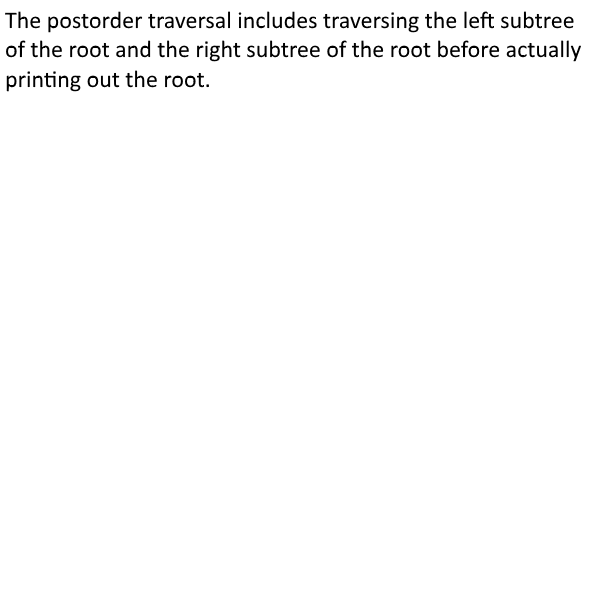 The postorder traversal includes traversing the left subtree
of the root and the right subtree of the root before actually
printing out the root.